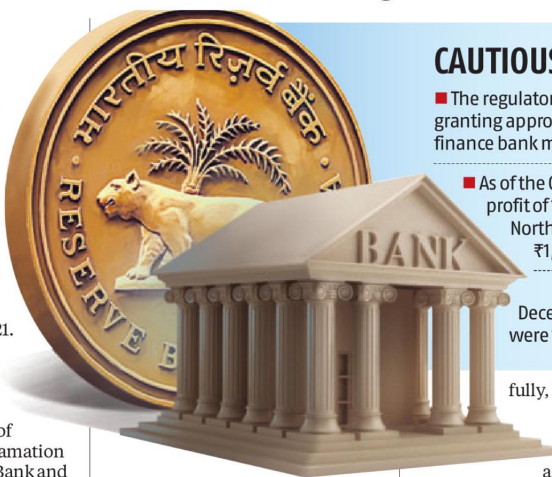 भारतीय रिज़र्व बैंक
RESERVE B
BANK
CAUTIOUS
■ The regulator
granting appro
finance bank m
■ As of the
profit of
North
₹1,
Dece
were
21.
of
amation
Bank and
fully,
a